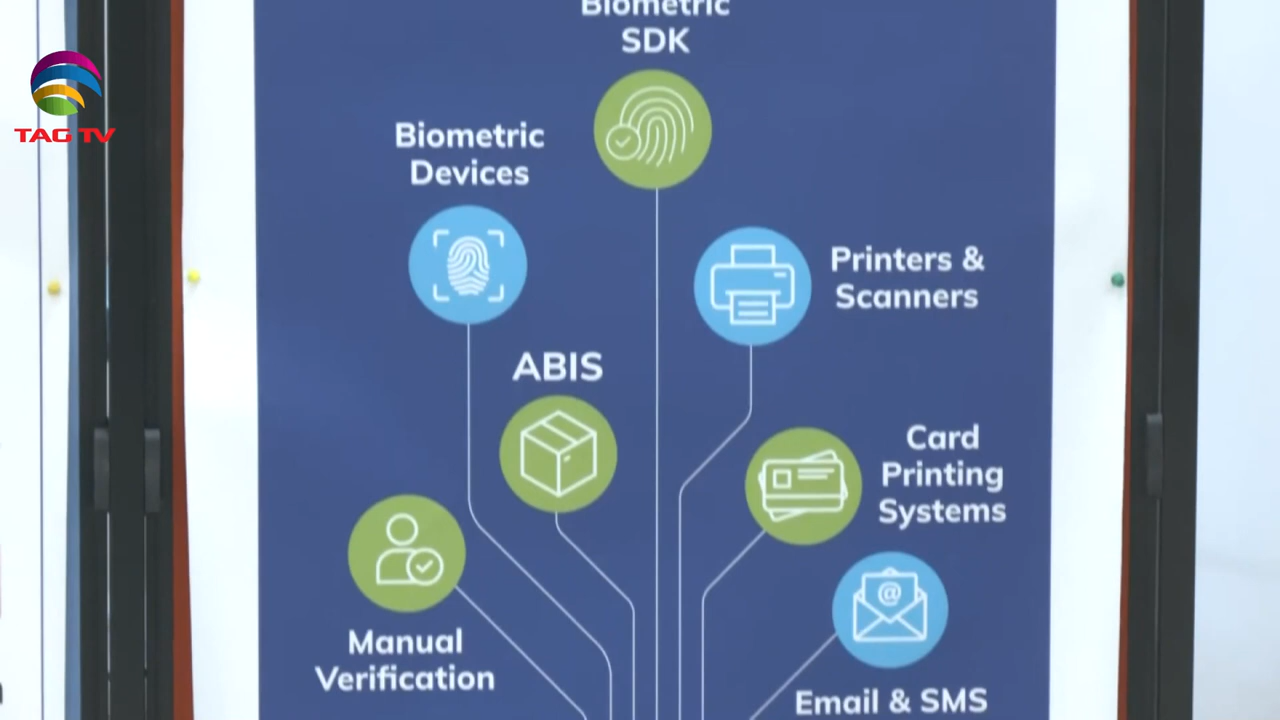 Biometric
SDK
TAG TV
Biometric
Devices
Printers &
Scanners
ABIS
Card
Printing
Systems
@
Manual
Verification
Email & SMS